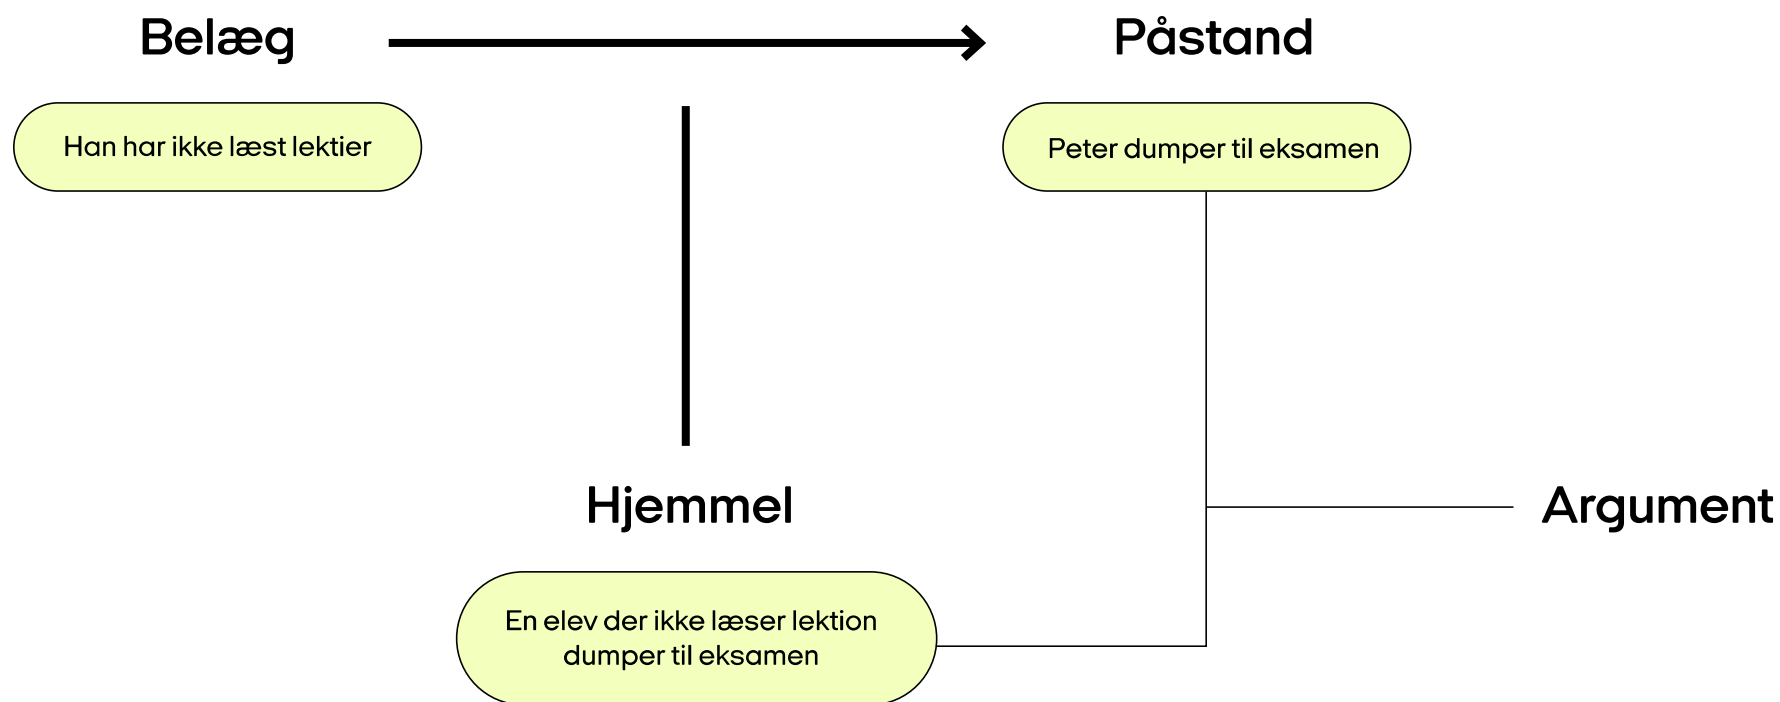 Belæg
Påstand
Han har ikke læst lektier
Peter dumper til eksamen
Hjemmel
Argument
En elev der ikke læser lektion
dumper til eksamen